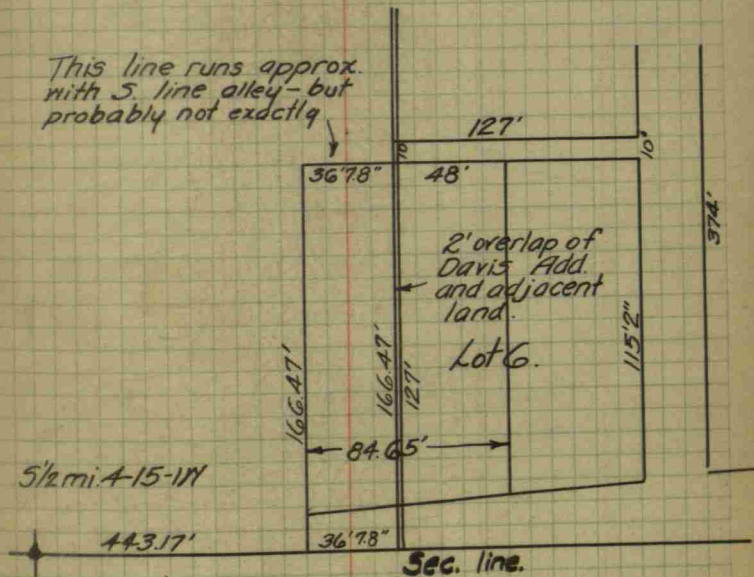 This line runs approx.
with S. line alley - but
probably not exactly
127'
10'
10'
36'7.8"
48'
374'
2' overlap of
Davis Add.
and adjacent
land.
Lot 6.
115'2"
166.47'
166.47'
127'
84.65'
S1/2 mi. 4-15-1W
443.17'
36'7.8"
Sec. line.